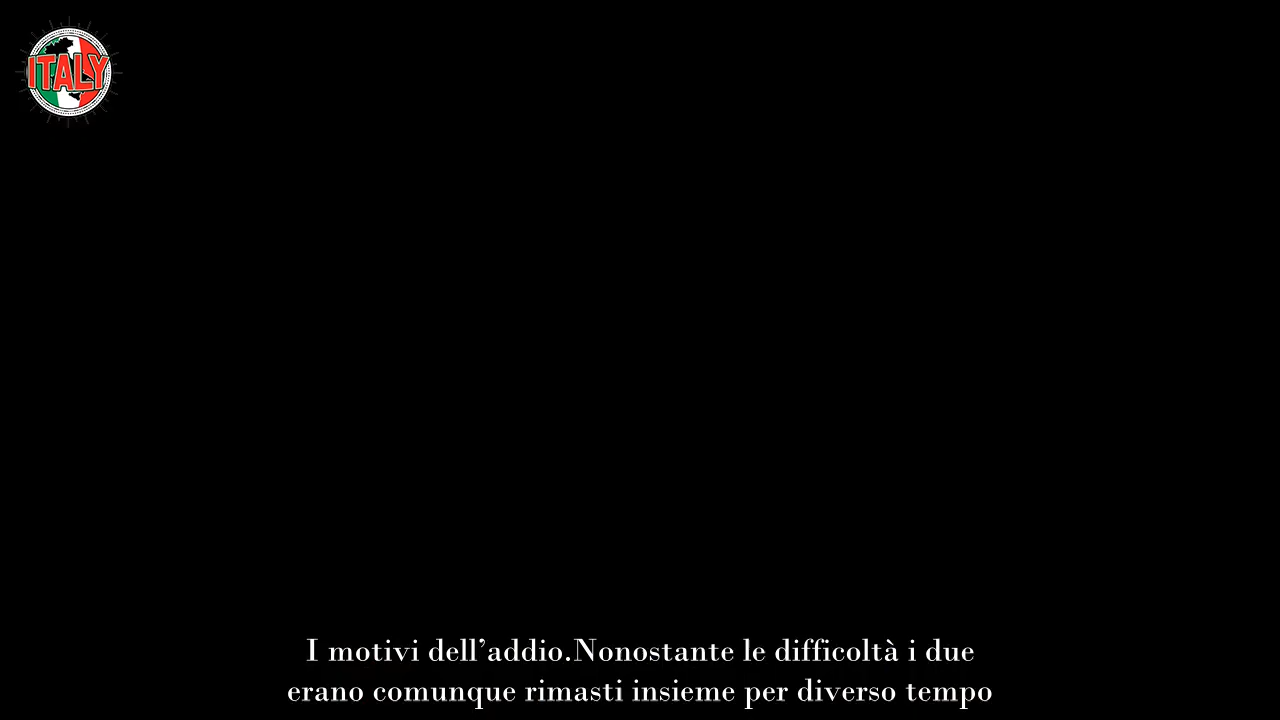 ITALY
I motivi dell’addio.Nonostante le difficoltà i due
erano comunque rimasti insieme per diverso tempo